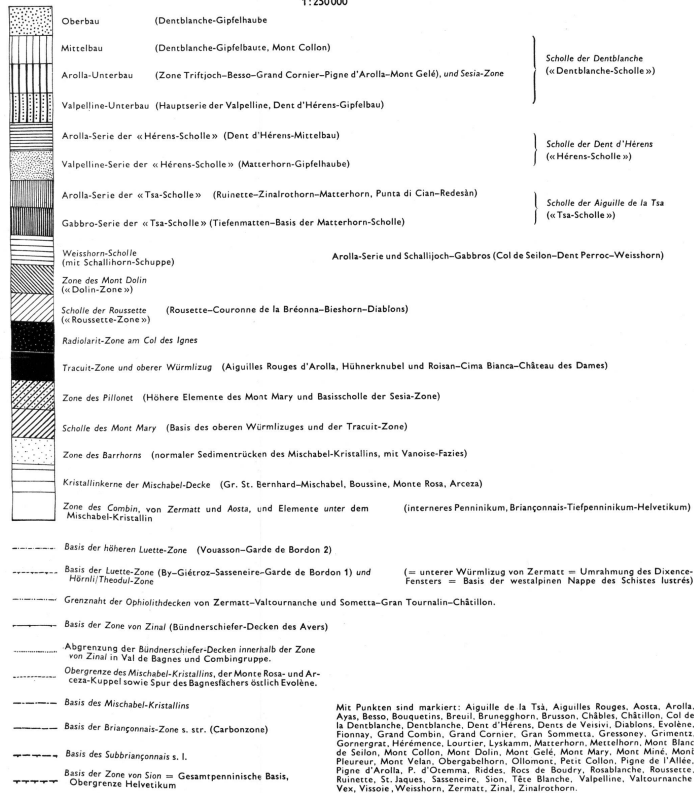 1:250000
Oberbau (Dentblanche-Gipfelhaube
Mittelbau (Dentblanche-Gipfelbaute, Mont Collon)
Arolla-Unterbau (Zone Triftjoch–Besso–Grand Cornier–Pigne d'Arolla–Mont Gelé), und Sesia-Zone
Valpelline-Unterbau (Hauptserie der Valpelline, Dent d'Hérens-Gipfelbau)
Scholle der Dentblanche
(«Dentblanche-Scholle»)
Arolla-Serie der «Hérens-Scholle» (Dent d'Hérens-Mittelbau)
Valpelline-Serie der «Hérens-Scholle» (Matterhorn-Gipfelhaube)
Scholle der Dent d'Hérens
(«Hérens-Scholle»)
Arolla-Serie der «Tsa-Scholle» (Ruinette–Zinalrothorn–Matterhorn, Punta di Cian–Redesàn)
Gabbro-Serie der «Tsa-Scholle» (Tiefenmatten-Basis der Matterhorn-Scholle)
Scholle der Aiguille de la Tsa
(«Tsa-Scholle»)
Weisshorn-Scholle
(mit Schallihorn-Schuppe)
Arolla-Serie und Schallijoch–Gabbros (Col de Seilon–Dent Perroc–Weisshorn)
Zone des Mont Dolin
(«Dolin-Zone»)
Scholle der Roussette (Rousette–Couronne de la Bréonna–Bieshorn–Diablons)
(«Roussette-Zone»)
Radiolarit-Zone am Col des Ignes
Tracuit-Zone und oberer Würmlizug (Aiguilles Rouges d'Arolla, Hühnerknubel und Roisan–Cima Bianca–Château des Dames)
Zone des Pillonet (Höhere Elemente des Mont Mary und Basisscholle der Sesia-Zone)
Scholle des Mont Mary (Basis des oberen Würmlizuges und der Tracuit-Zone)
Zone des Barrhorns (normaler Sedimentrücken des Mischabel-Kristallins, mit Vanoise-Fazies)
Kristallinkerne der Mischabel-Decke (Gr. St. Bernhard–Mischabel, Boussine, Monte Rosa, Arceza)
Zone des Combin, von Zermatt und Aosta, und Elemente unter dem (interneres Penninikum, Briançonnais-Tiefpenninikum-Helvetikum)
Mischabel-Kristallin
Basis der höheren Luette-Zone (Vouasson–Garde de Bordon 2)
Basis der Luette-Zone (By–Giétroz–Sasseneire–Garde de Bordon 1) und
Hörnli/Theodul-Zone
(= unterer Würmlizug von Zermatt = Umrahmung des Dixence-
Fensters = Basis der westalpinen Nappe des Schistes lustrés)
Grenznaht der Ophiolithdecken von Zermatt–Valtournanche und Sometta–Gran Tournalin–Châtillon.
Basis der Zone von Zinal (Bündnerschiefer-Decken des Avers)
Abgrenzung der Bündnerschiefer-Decken innerhalb der Zone
von Zinal in Val de Bagnes und Combingruppe.
Obergrenze des Mischabel-Kristallins, der Monte Rosa- und Ar-
ceza-Kuppel sowie Spur des Bagnesfächers östlich Evolène.
Basis des Mischabel-Kristallins
Basis der Briançonnais-Zone s. str. (Carbonzone)
Basis des Subbriançonnais s. l.
Basis der Zone von Sion = Gesamtpenninische Basis,
Obergrenze Helvetikum
Mit Punkten sind markiert: Aiguille de la Tsà, Aiguilles Rouges, Aosta, Arolla,
Ayas, Besso, Bouquetins, Breuil, Brunegghorn, Brusson, Châbles, Châtillon, Col de
la Dentblanche, Dentblanche, Dent d'Hérens, Dents de Veisivi, Diablons, Evolène,
Fionnay, Grand Combin, Grand Cornier, Gran Sommetta, Gressoney, Grimentz,
Gornergrat, Hérémence, Lourtier, Lyskamm, Matterhorn, Mettelhorn, Mont Blanc
de Seilon, Mont Collon, Mont Dolin, Mont Gelé, Mont Mary, Mont Miné, Mont
Pleureur, Mont Velan, Obergabelhorn, Ollomont, Petit Collon, Pigne de l'Allée,
Pigne d'Arolla, P. d'Otemma, Riddes, Rocs de Boudry, Rosablanche, Roussette,
Ruinette, St. Jaques, Sasseneire, Sion, Tête Blanche, Valpelline, Valtournanche
Vex, Vissoie, Weisshorn, Zermatt, Zinal, Zinalrothorn.